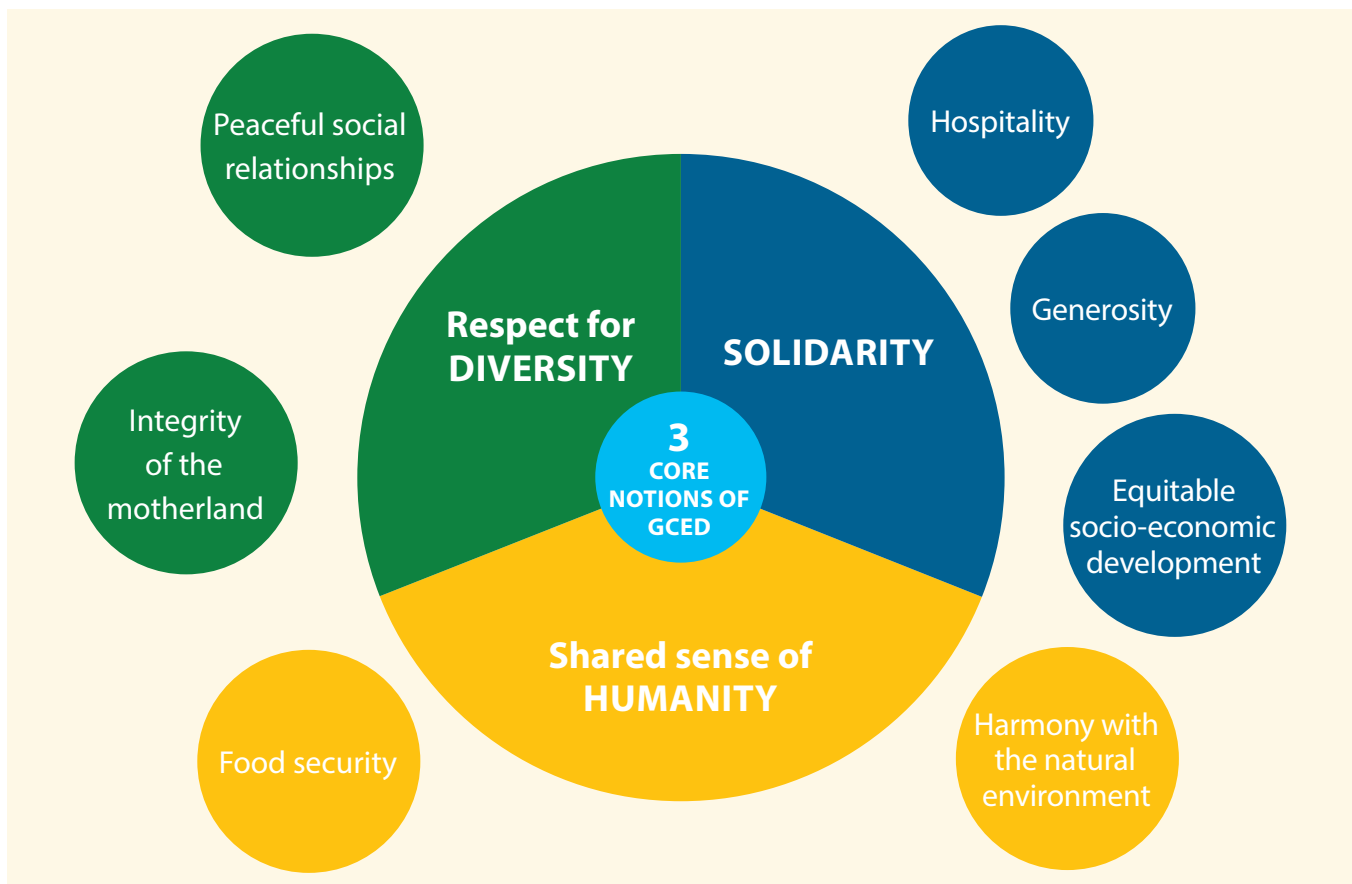 Peaceful social
relationships
Hospitality
Generosity
Respect for
DIVERSITY
SOLIDARITY
3
CORE
NOTIONS OF
GCED
Integrity
of the
motherland
Equitable
socio-economic
development
Shared sense of
HUMANITY
Food security
Harmony with
the natural
environment